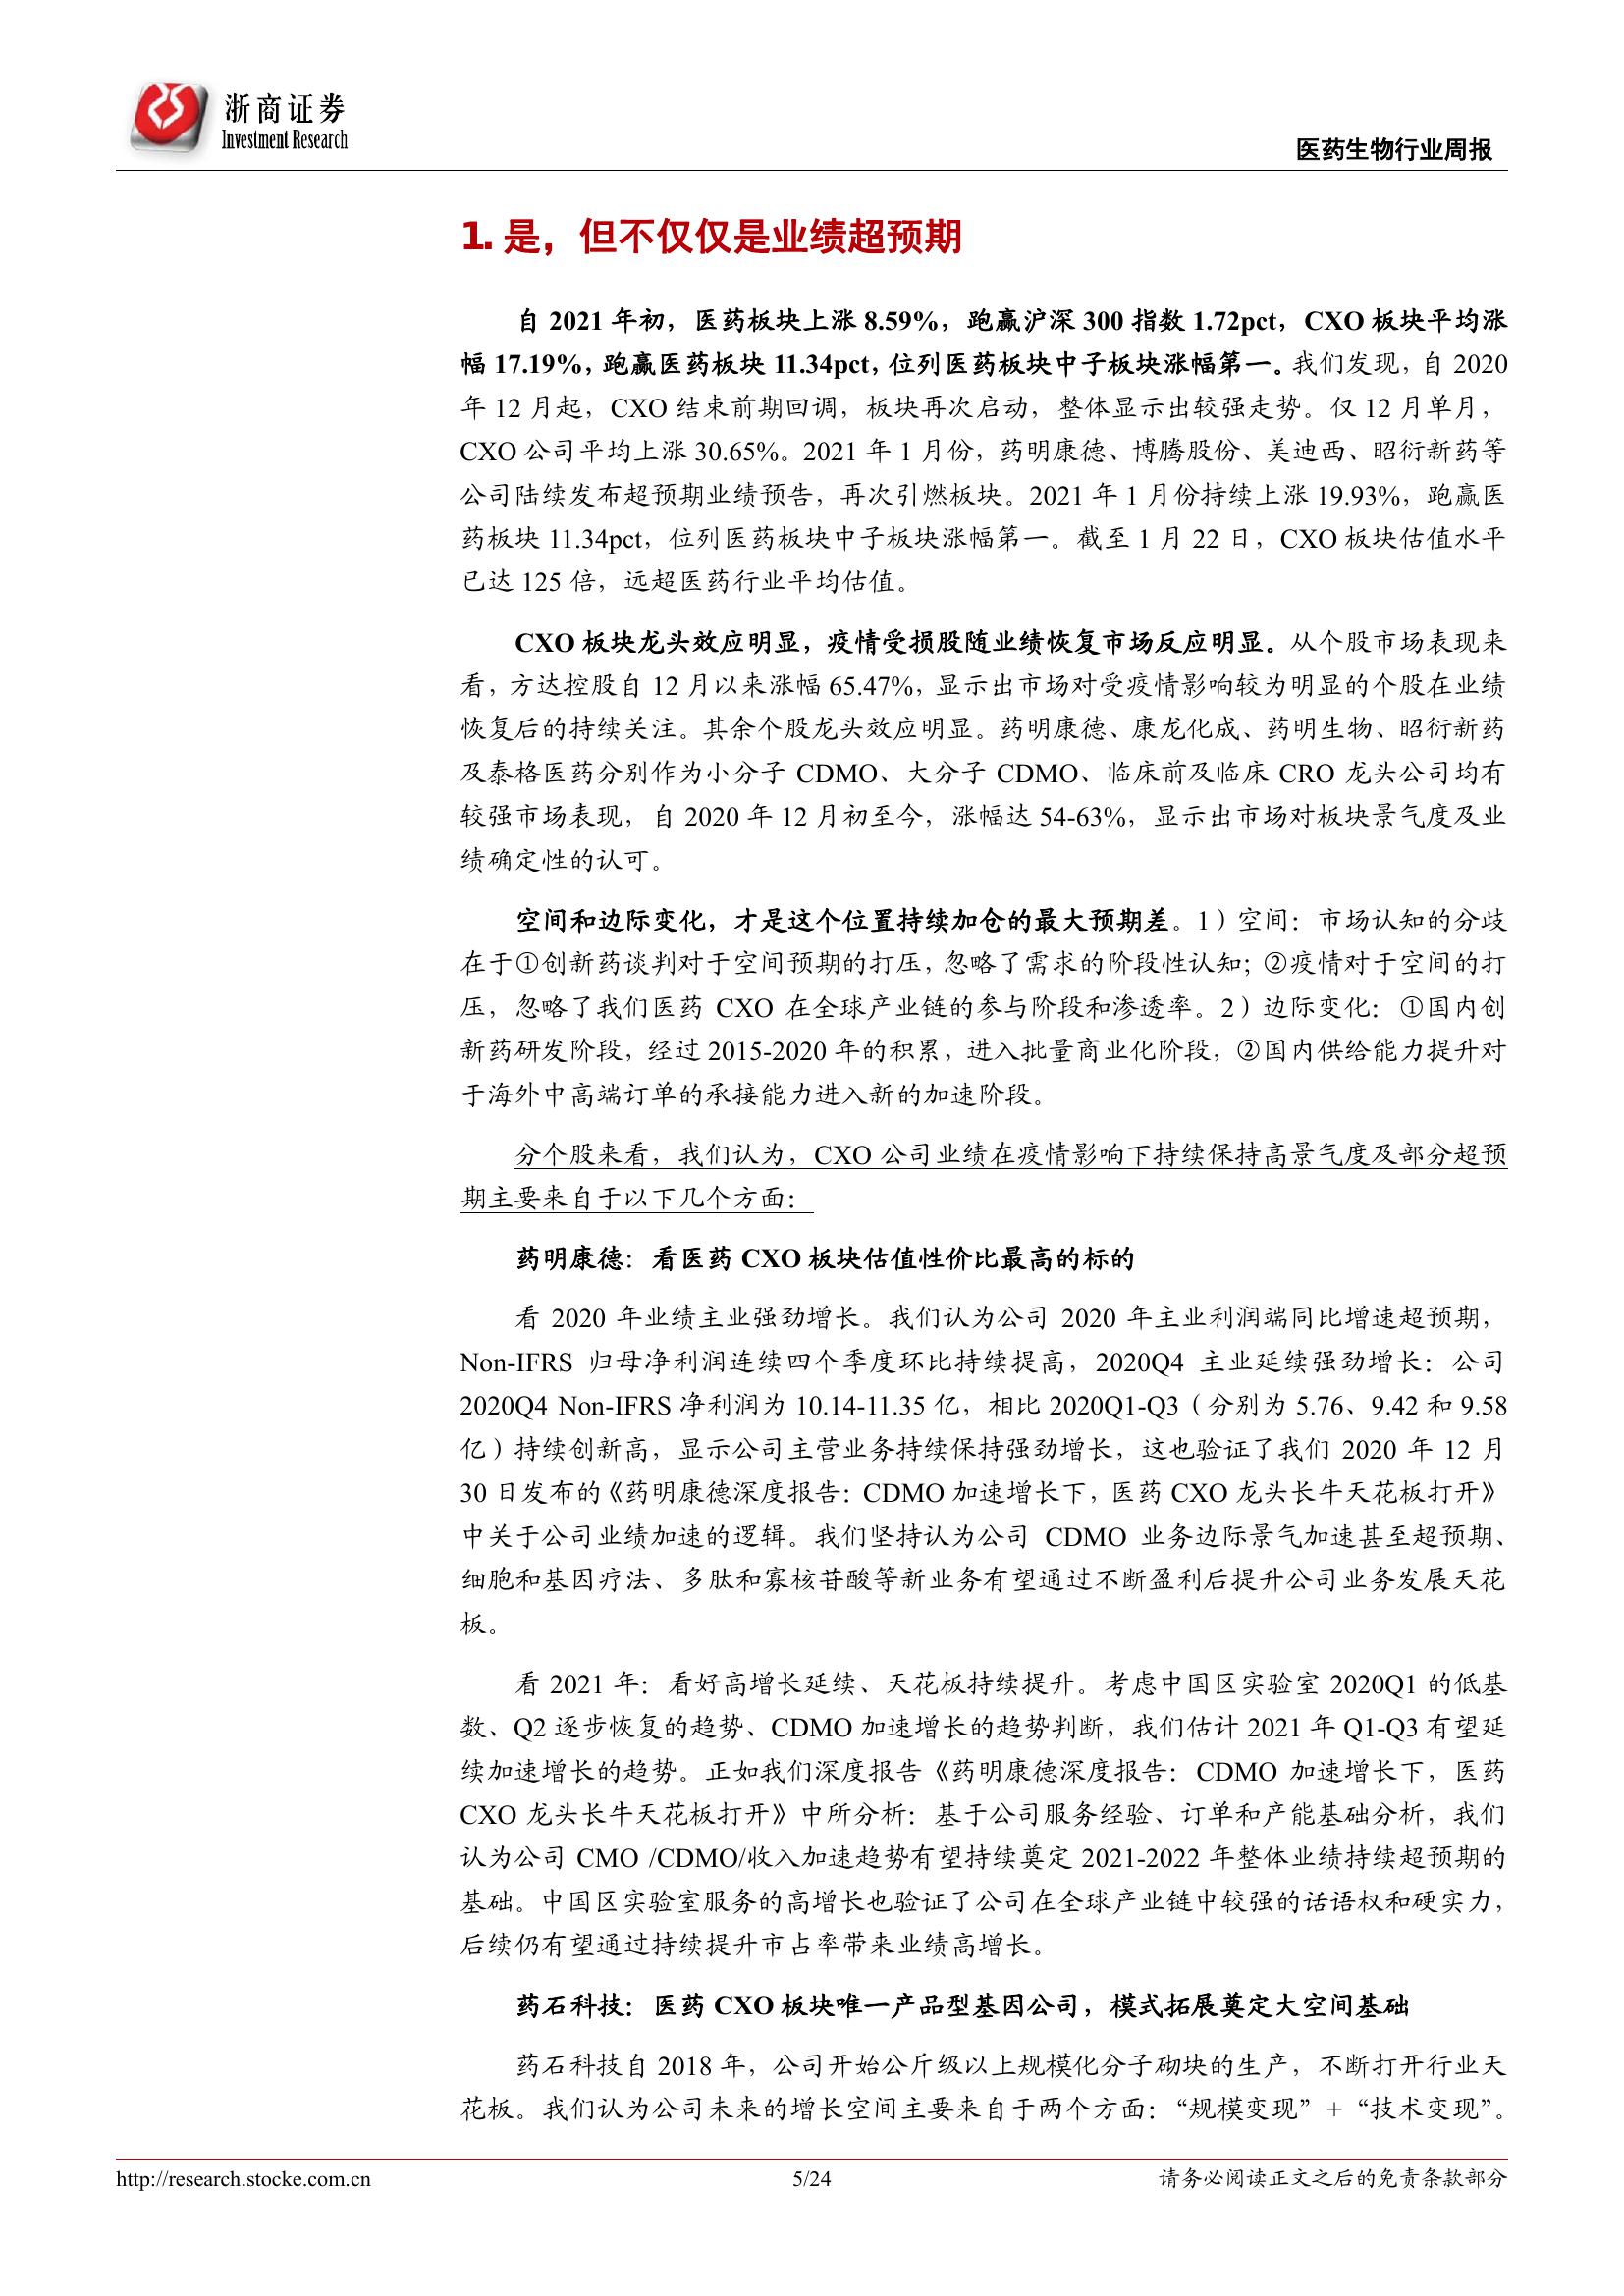 浙商证券
Investment Research
医药生物行业周报
1. 是，但不仅仅是业绩超预期
自 2021 年初，医药板块上涨 8.59%，跑赢沪深 300 指数 1.72pct，CXO 板块平均涨
幅 17.19%，跑赢医药板块 11.34pct，位列医药板块中子板块涨幅第一。我们发现，自 2020
年 12 月起，CXO 结束前期回调，板块再次启动，整体显示出较强走势。仅 12 月单月，
CXO 公司平均上涨 30.65%。2021 年 1 月份，药明康德、博腾股份、美迪西、昭衍新药等
公司陆续发布超预期业绩预告，再次引燃板块。2021 年 1 月份持续上涨 19.93%，跑赢医
药板块 11.34pct，位列医药板块中子板块涨幅第一。截至 1 月 22 日，CXO 板块估值水平
已达 125 倍，远超医药行业平均估值。
CXO 板块龙头效应明显，疫情受损股随业绩恢复市场反应明显。从个股市场表现来
看，方达控股自 12 月以来涨幅 65.47%，显示出市场对受疫情影响较为明显的个股在业绩
恢复后的持续关注。其余个股龙头效应明显。药明康德、康龙化成、药明生物、昭衍新药
及泰格医药分别作为小分子 CDMO、大分子 CDMO、临床前及临床 CRO 龙头公司均有
较强市场表现，自 2020 年 12 月初至今，涨幅达 54-63%，显示出市场对板块景气度及业
绩确定性的认可。
空间和边际变化，才是这个位置持续加仓的最大预期差。1）空间：市场认知的分歧
在于①创新药谈判对于空间预期的打压，忽略了需求的阶段性认知；②疫情对于空间的打
压，忽略了我们医药 CXO 在全球产业链的参与阶段和渗透率。2）边际变化：①国内创
新药研发阶段，经过 2015-2020 年的积累，进入批量商业化阶段，②国内供给能力提升对
于海外中高端订单的承接能力进入新的加速阶段。
分个股来看，我们认为，CXO 公司业绩在疫情影响下持续保持高景气度及部分超预
期主要来自于以下几个方面：
药明康德：看医药 CXO 板块估值性价比最高的标的
看 2020 年业绩主业强劲增长。我们认为公司 2020 年主业利润端同比增速超预期，
Non-IFRS 归母净利润连续四个季度环比持续提高，2020Q4 主业延续强劲增长：公司
2020Q4 Non-IFRS 净利润为 10.14-11.35 亿，相比 2020Q1-Q3（分别为 5.76、9.42 和 9.58
亿）持续创新高，显示公司主营业务持续保持强劲增长，这也验证了我们 2020 年 12 月
30 日发布的《药明康德深度报告：CDMO 加速增长下，医药 CXO 龙头长牛天花板打开》
中关于公司业绩加速的逻辑。我们坚持认为公司 CDMO 业务边际景气加速甚至超预期、
细胞和基因疗法、多肽和寡核苷酸等新业务有望通过不断盈利后提升公司业务发展天花
板。
看 2021 年：看好高增长延续、天花板持续提升。考虑中国区实验室 2020Q1 的低基
数、Q2 逐步恢复的趋势、CDMO 加速增长的趋势判断，我们估计 2021 年 Q1-Q3 有望延
续加速增长的趋势。正如我们深度报告《药明康德深度报告：CDMO 加速增长下，医药
CXO 龙头长牛天花板打开》中所分析：基于公司服务经验、订单和产能基础分析，我们
认为公司 CMO /CDMO/收入加速趋势有望持续奠定 2021-2022 年整体业绩持续超预期的
基础。中国区实验室服务的高增长也验证了公司在全球产业链中较强的话语权和硬实力，
后续仍有望通过持续提升市占率带来业绩高增长。
药石科技：医药 CXO 板块唯一产品型基因公司，模式拓展奠定大空间基础
药石科技自 2018 年，公司开始公斤级以上规模化分子砌块的生产，不断打开行业天
花板。我们认为公司未来的增长空间主要来自于两个方面：“规模变现”+“技术变现”。
http://research.stocke.com.cn
5/24
请务必阅读正文之后的免责条款部分